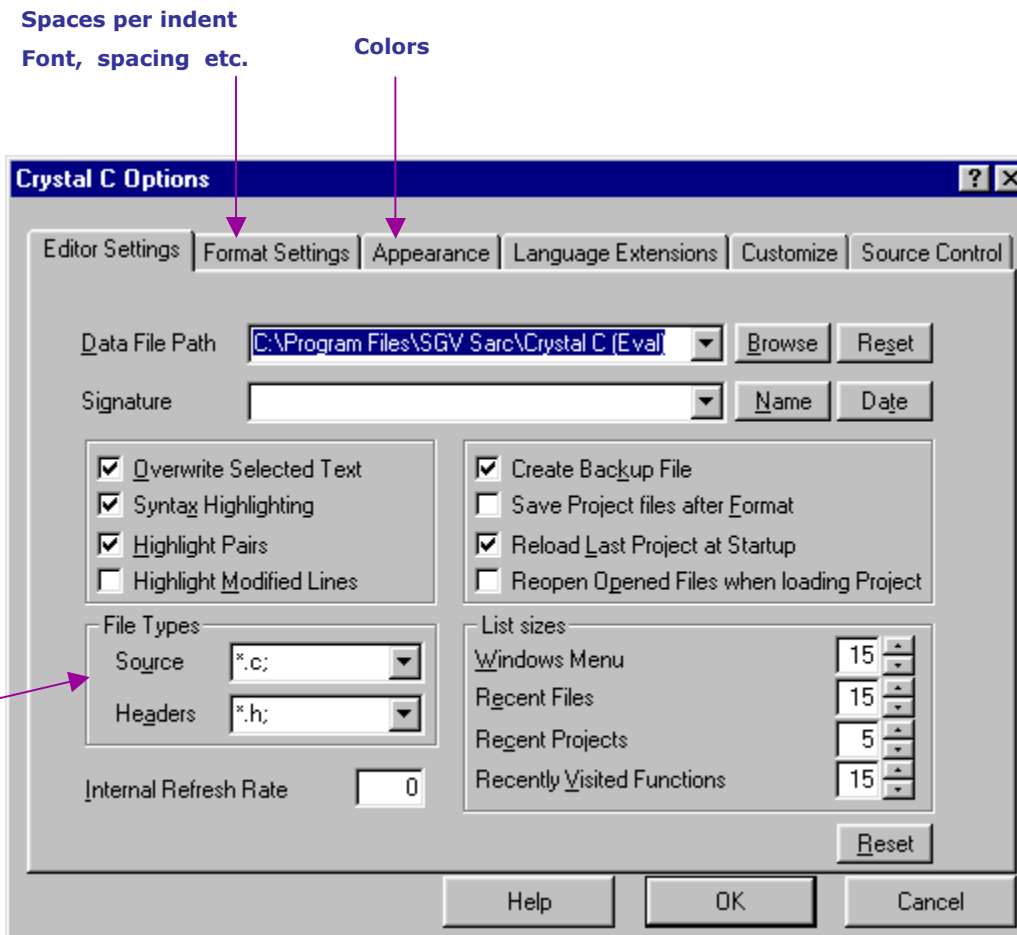 Spaces per indent
Font, spacing etc.
Colors
Crystal C Options
Editor Settings Format Settings Appearance Language Extensions Customize Source Control
Data File Path C:\Program Files\SGV Sarc\Crystal C (Eval) Browse Reset
Signature Name Date
Overwrite Selected Text
Syntax Highlighting
Highlight Pairs
Highlight Modified Lines
Create Backup File
Save Project files after Format
Reload Last Project at Startup
Reopen Opened Files when loading Project
File Types
Source *.c;
Headers *.h;
Internal Refresh Rate 0
List sizes
Windows Menu 15
Recent Files 15
Recent Projects 5
Recently Visited Functions 15
Reset
Help OK Cancel